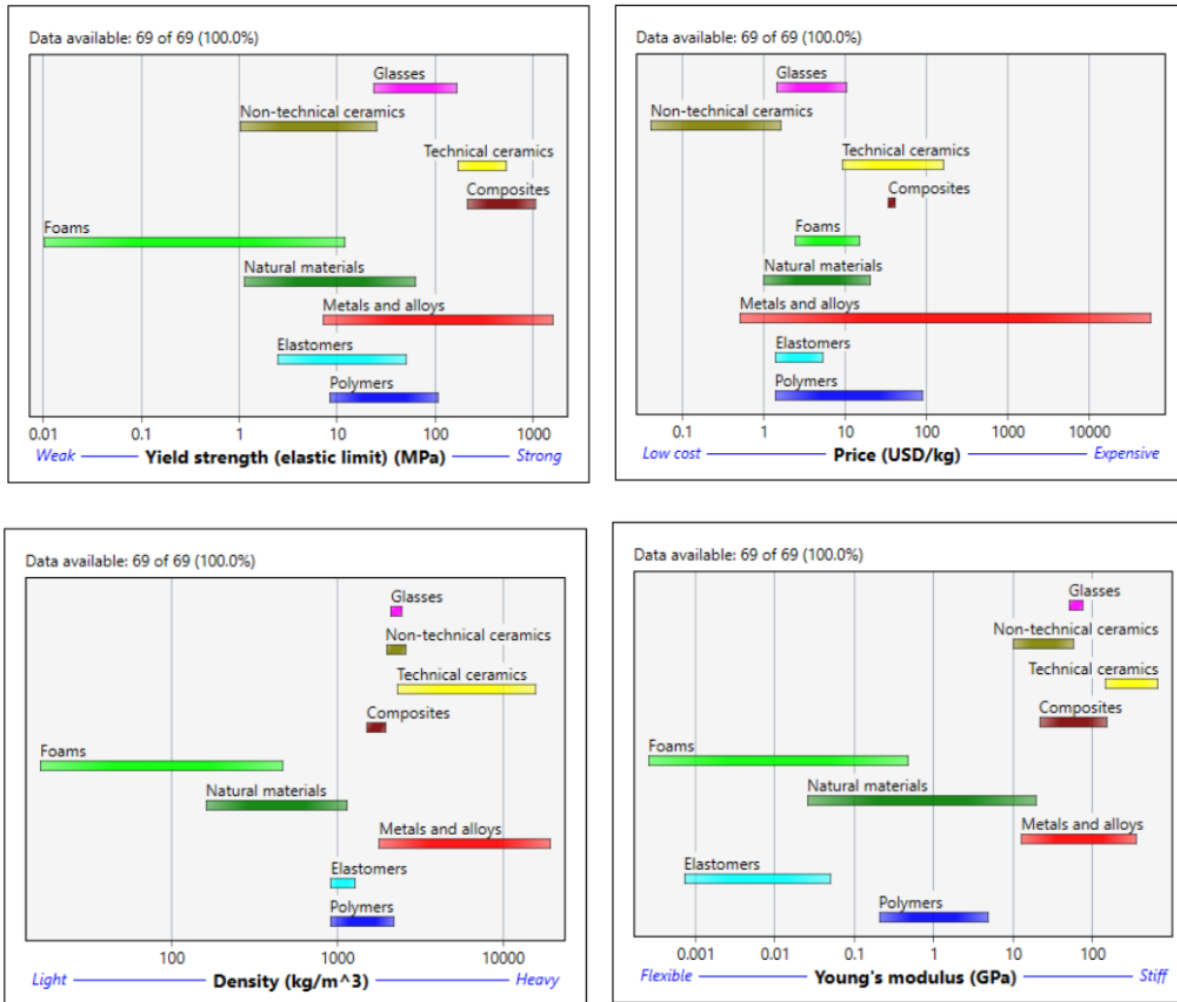 Data available: 69 of 69 (100.0%)
Glasses
Non-technical ceramics
Technical ceramics
Composites
Foams
Natural materials
Metals and alloys
Elastomers
Polymers
0.01 0.1 1 10 100 1000
Weak Yield strength (elastic limit) (MPa) Strong
Data available: 69 of 69 (100.0%)
Glasses
Non-technical ceramics
Technical ceramics
Composites
Foams
Natural materials
Metals and alloys
Elastomers
Polymers
0.1 1 10 100 1000 10000
Low cost Price (USD/kg) Expensive
Data available: 69 of 69 (100.0%)
Glasses
Non-technical ceramics
Technical ceramics
Composites
Foams
Natural materials
Metals and alloys
Elastomers
Polymers
100 1000 10000
Light Density (kg/m^3) Heavy
Data available: 69 of 69 (100.0%)
Glasses
Non-technical ceramics
Technical ceramics
Composites
Foams
Natural materials
Metals and alloys
Elastomers
Polymers
0.001 0.01 0.1 1 10 100
Flexible Young's modulus (GPa) Stiff